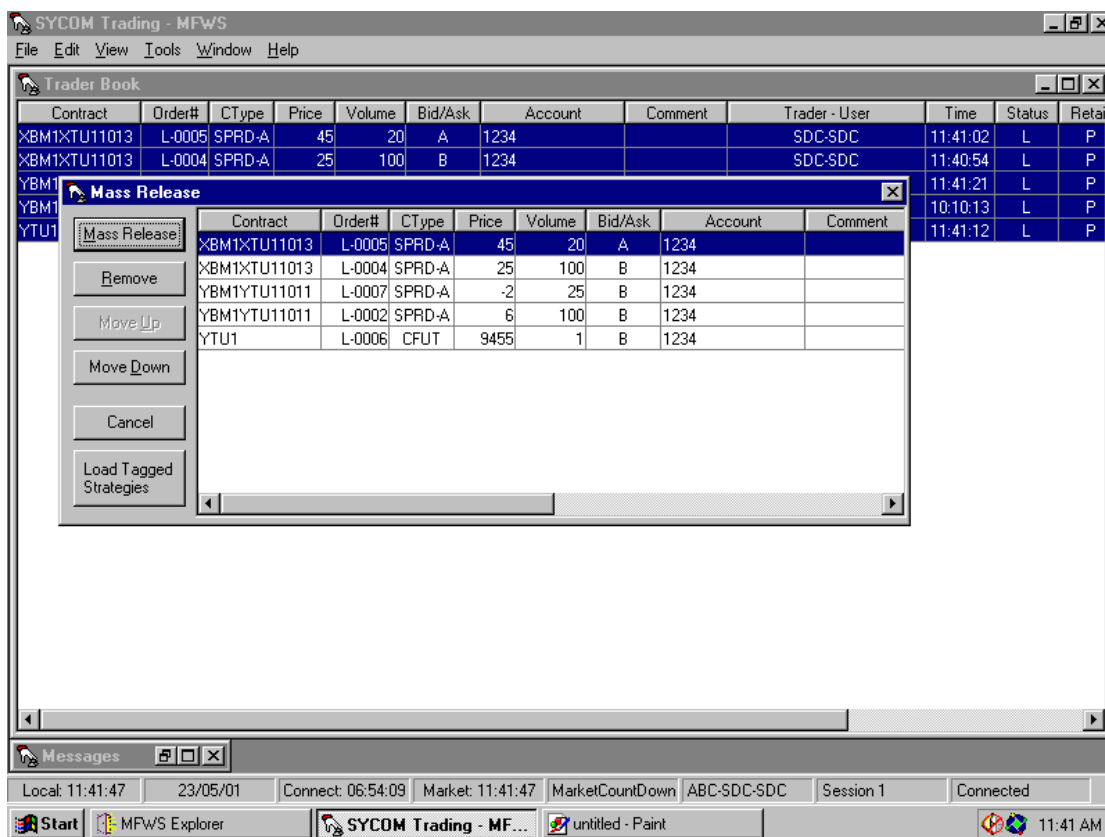 SYCOM Trading - MFWS
File Edit View Tools Window Help
Trader Book
Contract Order# CType Price Volume Bid/Ask Account Comment Trader - User Time Status Retai
XBM1XTU11013 L-0005 SPRD-A 45 20 A 1234 SDC-SDC 11:41:02 L P
XBM1XTU11013 L-0004 SPRD-A 25 100 B 1234 SDC-SDC 11:40:54 L P
YBM1 11:41:21 L P
YBM1 10:10:13 L P
YTU1 11:41:12 L P
Mass Release
Mass Release
Remove
Move Up
Move Down
Cancel
Load Tagged
Strategies
Contract Order# CType Price Volume Bid/Ask Account Comment
XBM1XTU11013 L-0005 SPRD-A 45 20 A 1234
XBM1XTU11013 L-0004 SPRD-A 25 100 B 1234
YBM1YTU11011 L-0007 SPRD-A -2 25 B 1234
YBM1YTU11011 L-0002 SPRD-A 6 100 B 1234
YTU1 L-0006 CFUT 9455 1 B 1234
Messages
Local: 11:41:47 23/05/01 Connect: 06:54:09 Market: 11:41:47 MarketCountDown ABC-SDC-SDC Session 1 Connected
Start MFWS Explorer SYCOM Trading - MF... untitled - Paint 11:41 AM